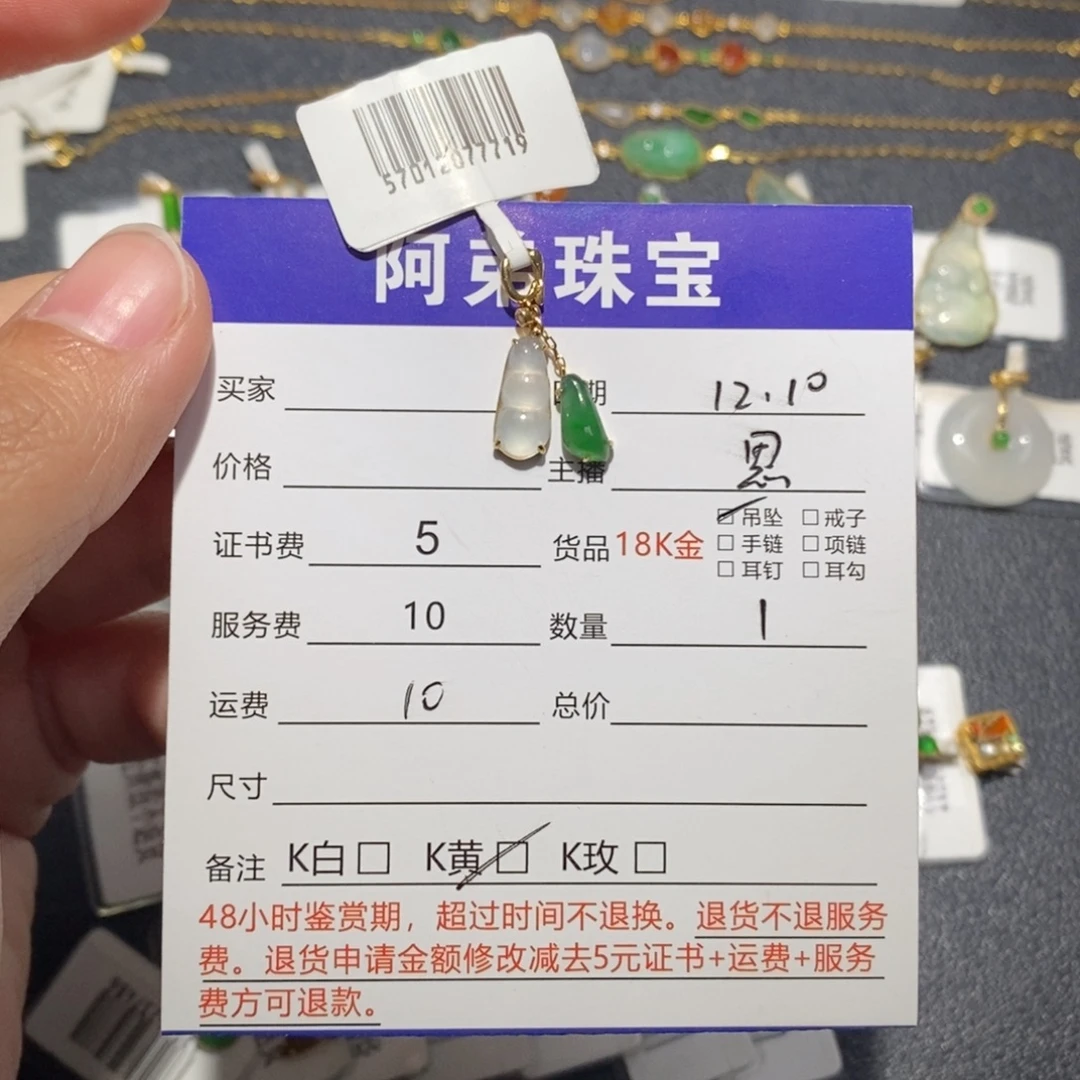 57012077719
阿弟珠宝
买家 日期 12.10
价格 主播 思
证书费 5 货品 18K金 吊坠 戒子
手链 项链
耳钉 耳勾
服务费 10 数量 1
运费 10 总价
尺寸
备注 K白 K黄 K玫
48小时鉴赏期，超过时间不退换。退货不退服务
费。退货申请金额修改减去5元证书+运费+服务
费方可退款。